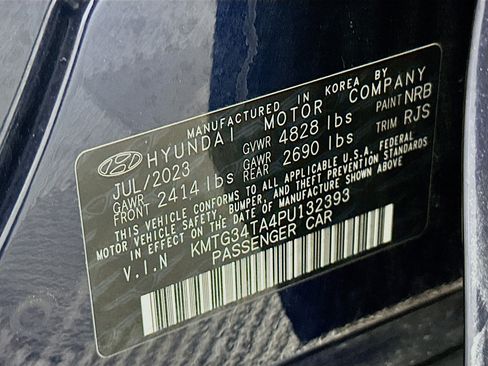 MANUFACTURED IN KOREA BY
HYUNDAI MOTOR COMPANY
JUL/2023 GVWR 4828 lbs PAINT NRB
GAWR FRONT 2414 lbs GAWR REAR 2690 lbs TRIM RJS
THIS VEHICLE CONFORMS TO ALL APPLICABLE U.S.A. FEDERAL
MOTOR VEHICLE SAFETY, BUMPER, AND THEFT PREVENTION STANDARDS
IN EFFECT ON THE DATE OF MANUFACTURE SHOWN ABOVE
V.I.N KMTG34TA4PU132393
PASSENGER CAR